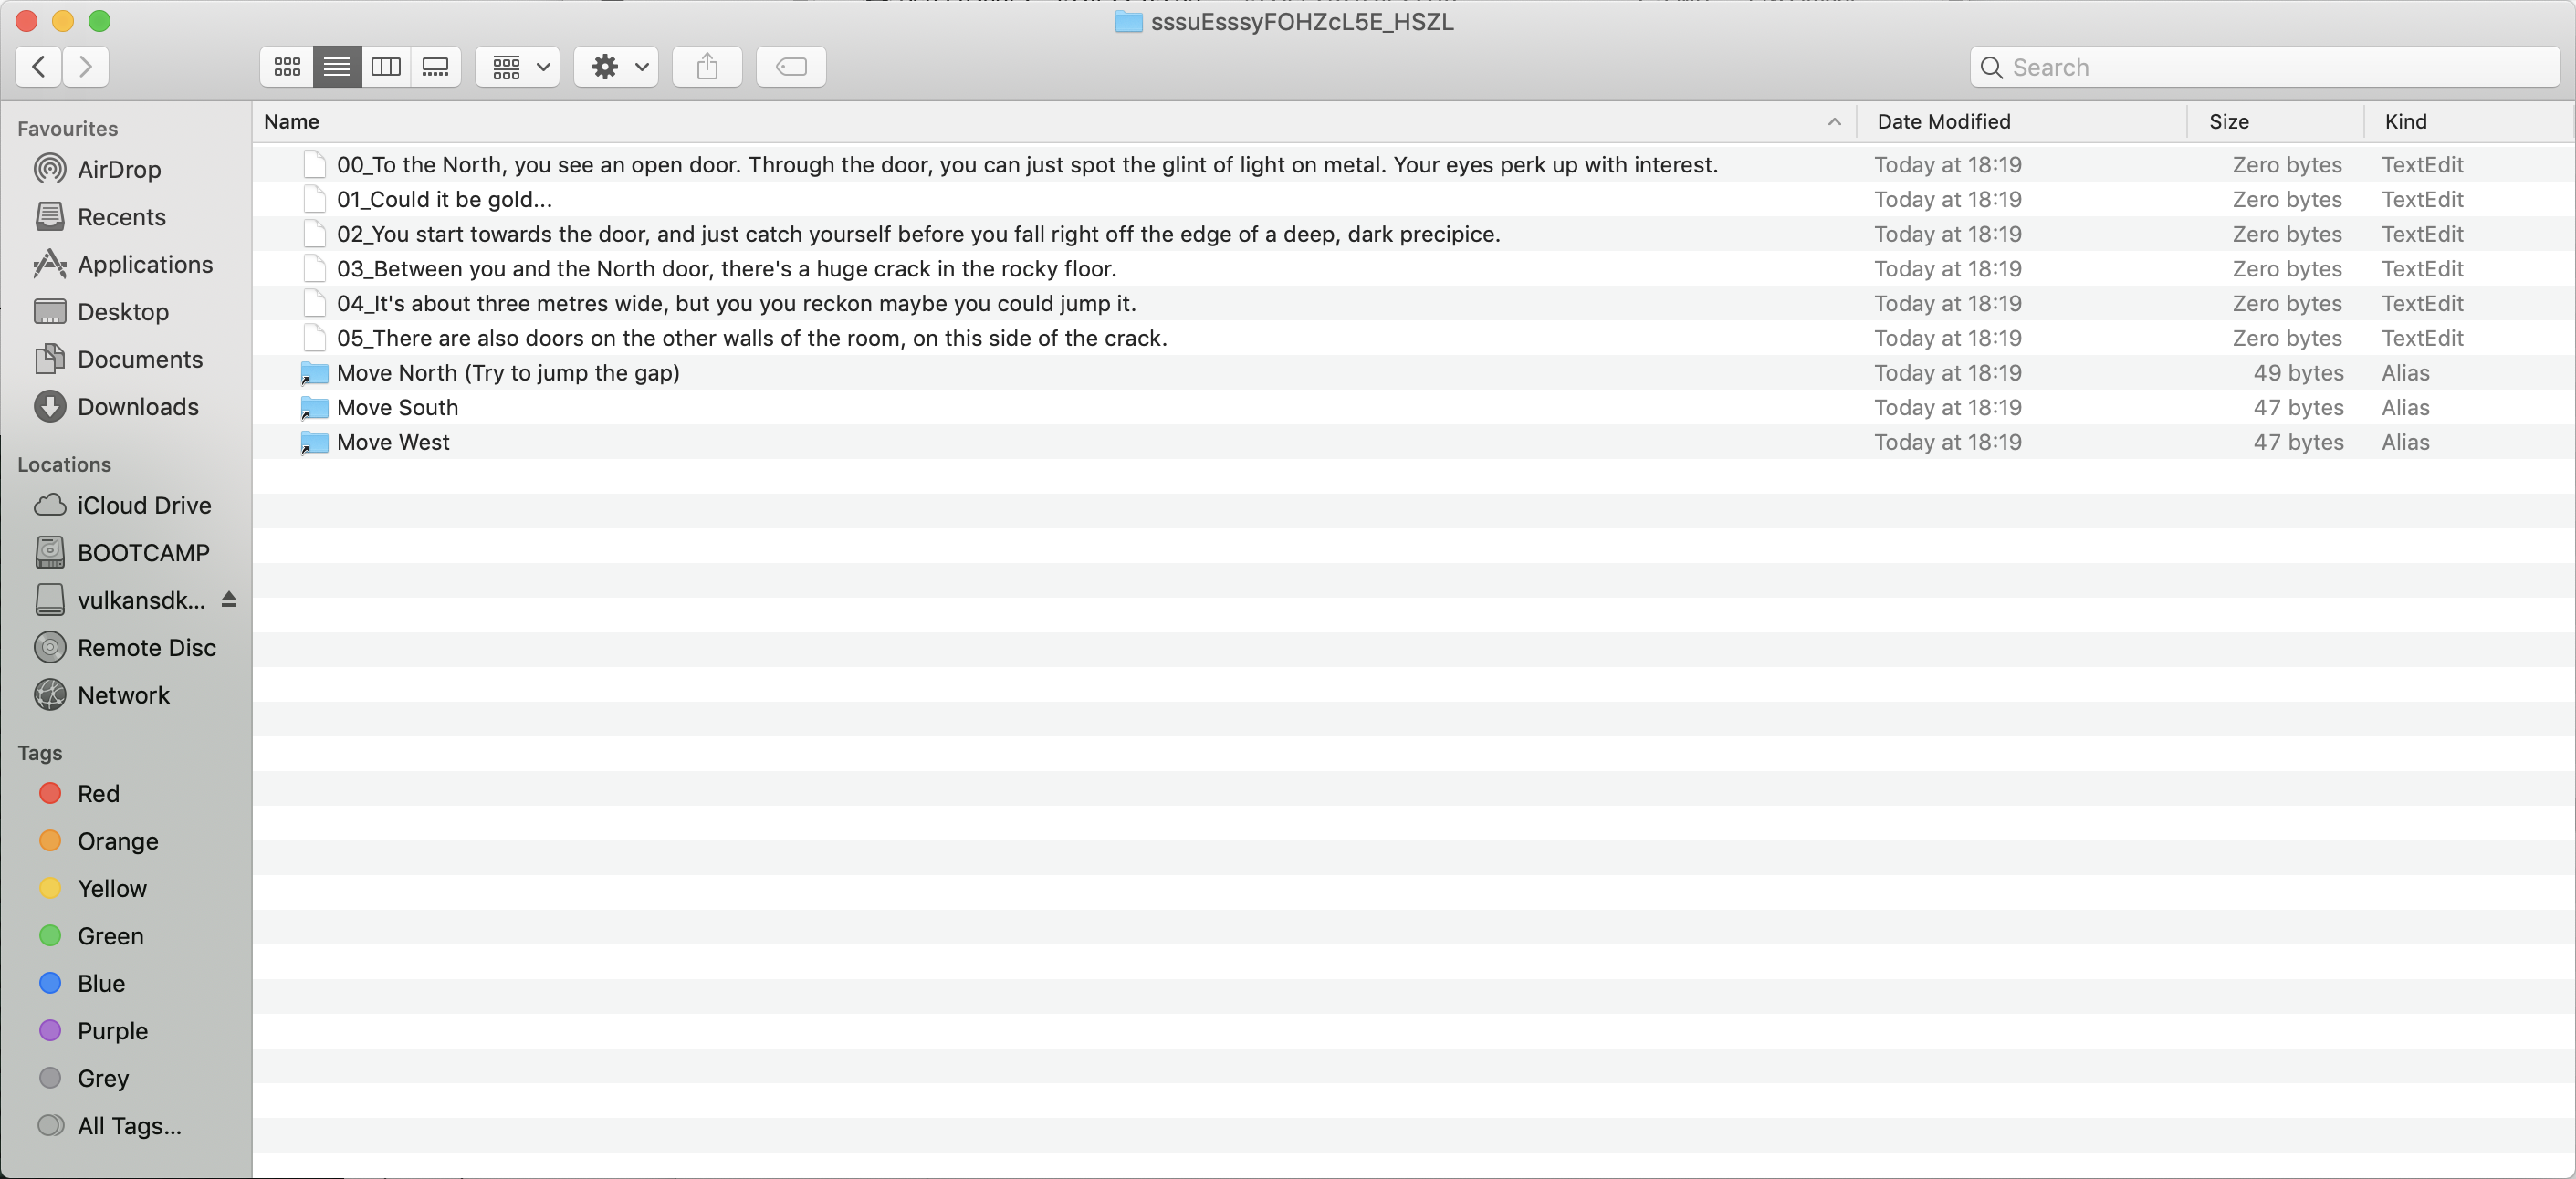 sssuEsssyFOHZcL5E_HSZL
Search
Favourites
AirDrop
Recents
Applications
Desktop
Documents
Downloads
Locations
iCloud Drive
BOOTCAMP
vulkansdk...
Remote Disc
Network
Tags
Red
Orange
Yellow
Green
Blue
Purple
Grey
All Tags...
Name Date Modified Size Kind
00_To the North, you see an open door. Through the door, you can just spot the glint of light on metal. Your eyes perk up with interest. Today at 18:19 Zero bytes TextEdit
01_Could it be gold... Today at 18:19 Zero bytes TextEdit
02_You start towards the door, and just catch yourself before you fall right off the edge of a deep, dark precipice. Today at 18:19 Zero bytes TextEdit
03_Between you and the North door, there's a huge crack in the rocky floor. Today at 18:19 Zero bytes TextEdit
04_It's about three metres wide, but you you reckon maybe you could jump it. Today at 18:19 Zero bytes TextEdit
05_There are also doors on the other walls of the room, on this side of the crack. Today at 18:19 Zero bytes TextEdit
Move North (Try to jump the gap) Today at 18:19 49 bytes Alias
Move South Today at 18:19 47 bytes Alias
Move West Today at 18:19 47 bytes Alias